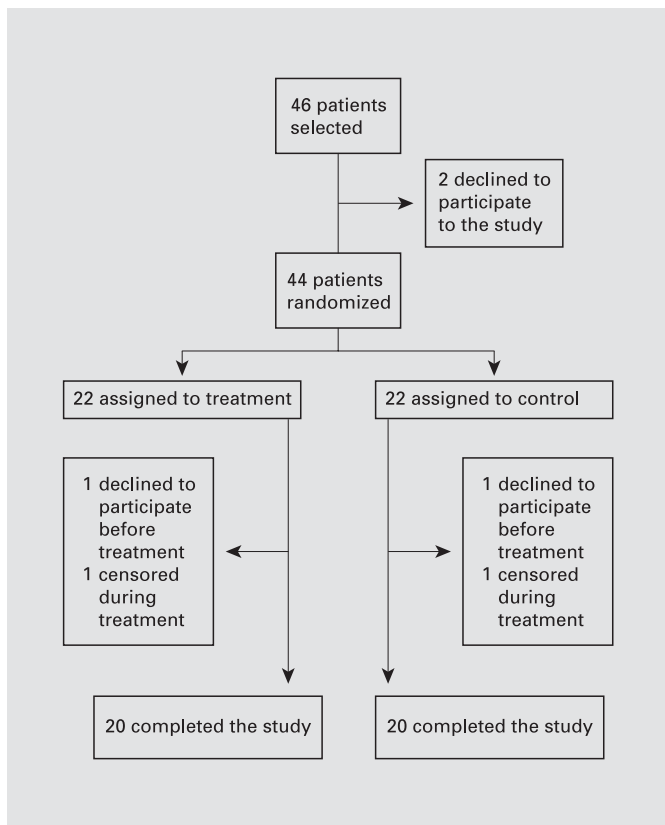 46 patients
selected
2 declined to
participate
to the study
44 patients
randomized
22 assigned to treatment
22 assigned to control
1 declined to
participate
before
treatment
1 censored
during
treatment
1 declined to
participate
before
treatment
1 censored
during
treatment
20 completed the study
20 completed the study